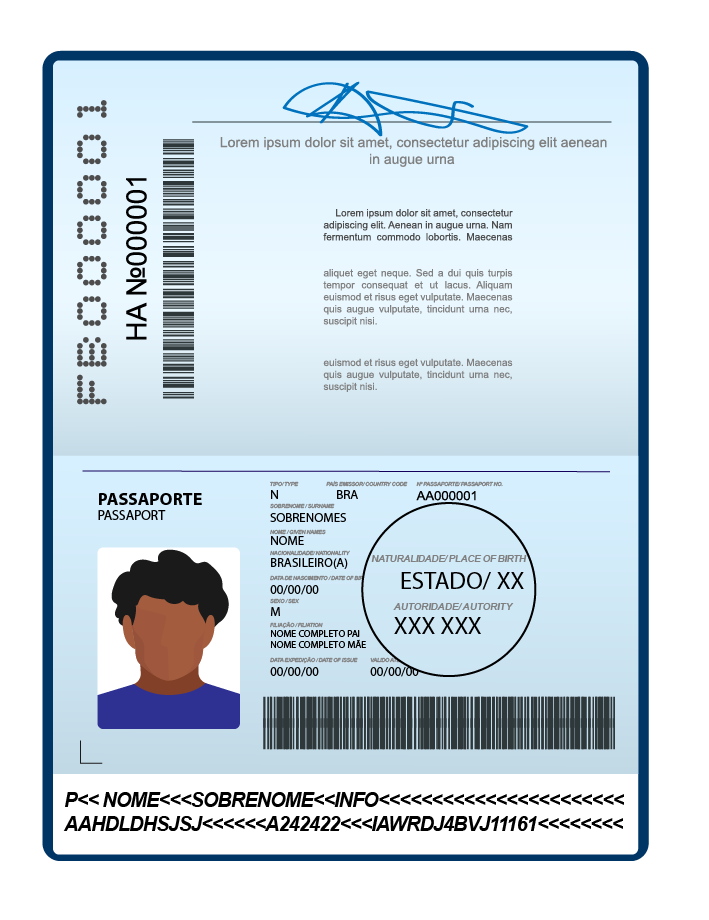 FE00001
HA №000001
Lorem ipsum dolor sit amet, consectetur adipiscing elit aenean
in augue urna
Lorem ipsum dolor sit amet, consectetur
adipiscing elit. Aenean in augue urna. Nam
fermentum commodo lobortis. Maecenas
aliquet eget neque. Sed a dui quis turpis
tempor consequat et ut lacus. Aliquam
euismod et risus eget vulputate. Maecenas
quis augue vulputate, tincidunt urna nec,
suscipit nisi.
euismod et risus eget vulputate. Maecenas
quis augue vulputate, tincidunt urna nec,
suscipit nisi.
PASSAPORTE
PASSAPORT
TIPO/ TYPE PAÍS EMISSOR/ COUNTRY CODE Nº PASSAPORTE/ PASSAPORT NO.
N BRA AA000001
SOBRENOME / SURNAME
SOBRENOMES
NOME / GIVEN NAMES
NOME
NACIONALIDADE/ NATIONALITY
BRASILEIRO(A)
NATURALIDADE/ PLACE OF BIRTH
ESTADO/ XX
DATA DE NASCIMENTO / DATE OF BI
00/00/00
SEXO / SEX
M
AUTORIDADE/ AUTORITY
XXX XXX
FILIAÇÃO / FILIATION
NOME COMPLETO PAI
NOME COMPLETO MÃE
DATA EXPEDIÇÃO / DATE OF ISSUE VALIDO AT
00/00/00 00/00/00
P<< NOME<<<SOBRENOME<<INFO<<<<<<<<<<<<<<<<<<<<<<<
AAHDLDHSJSJ<<<<<<A242422<<<IAWRDJ4BVJ11161<<<<<<<<